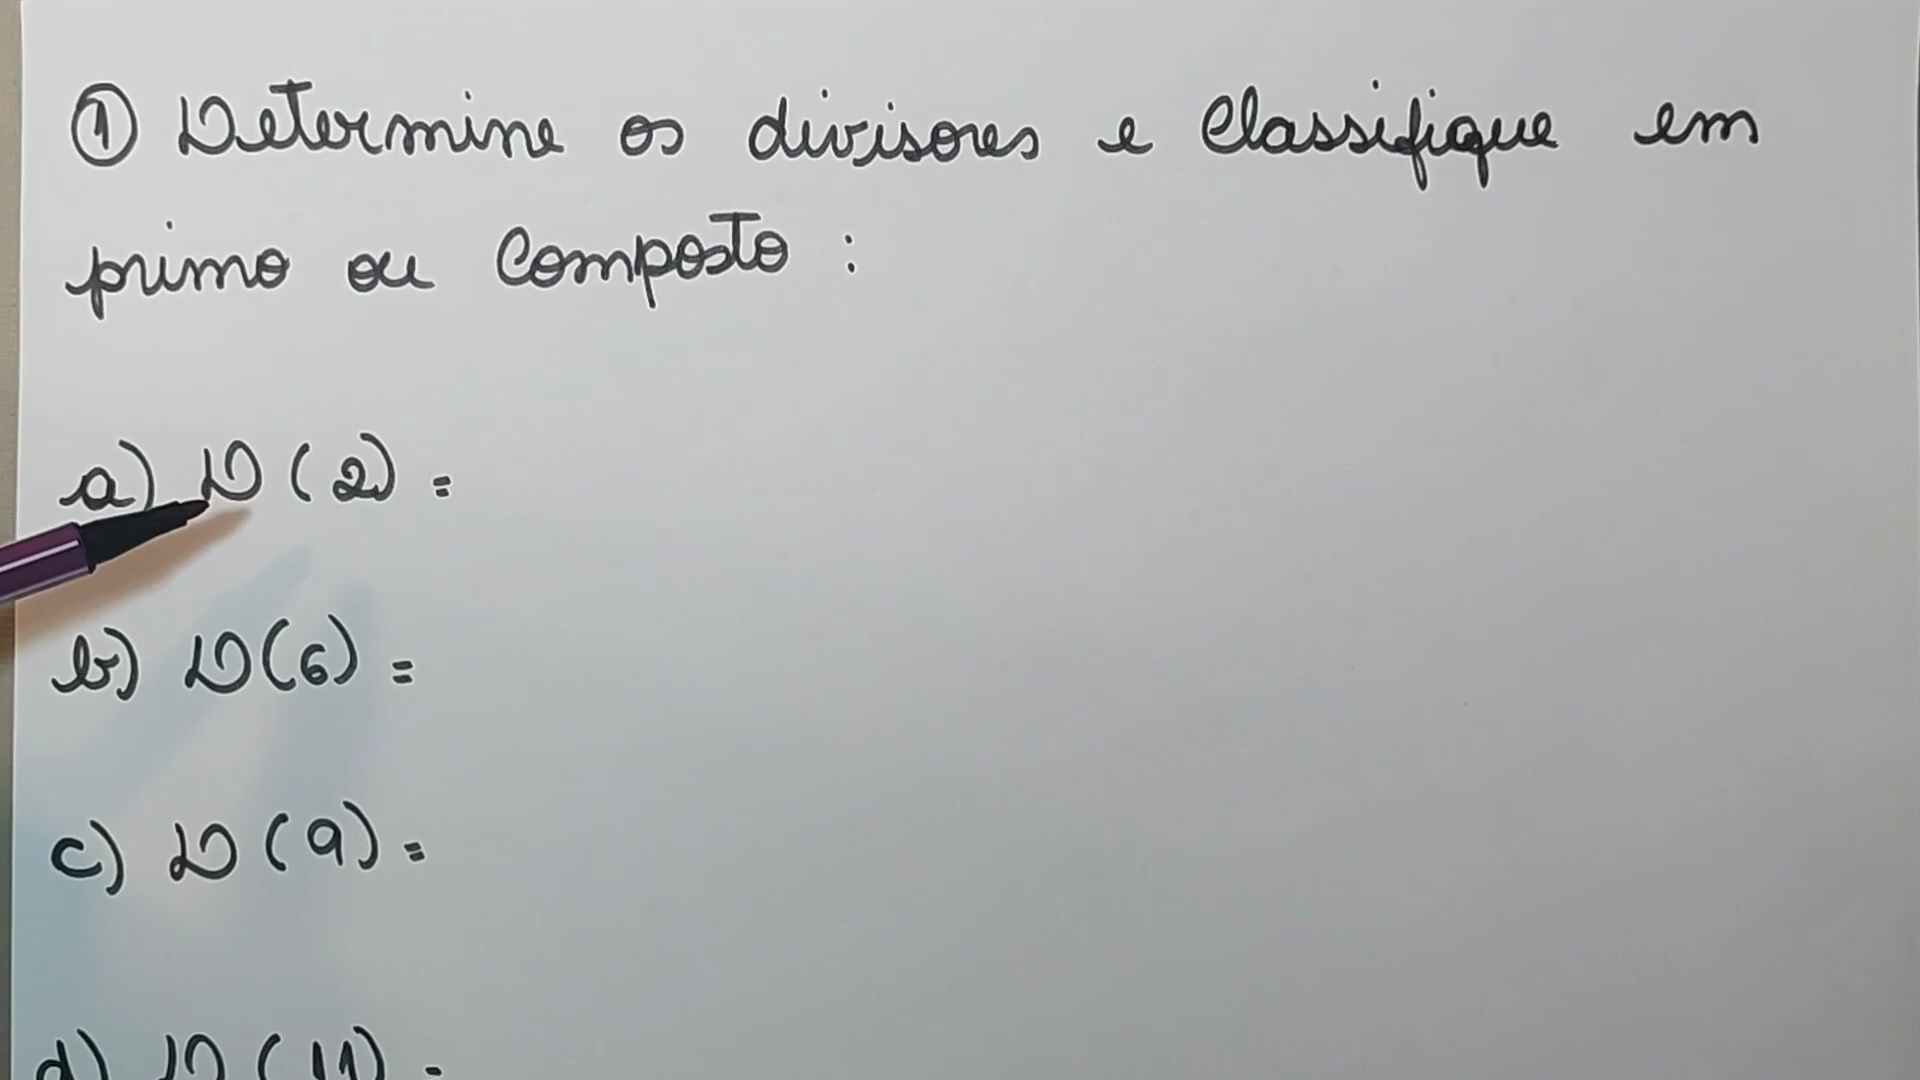 ① Determine os divisores e Classifique em
primo ou Composto :
a) D(2) =
b) D(6) =
c) D(9) =
d) D(11) =